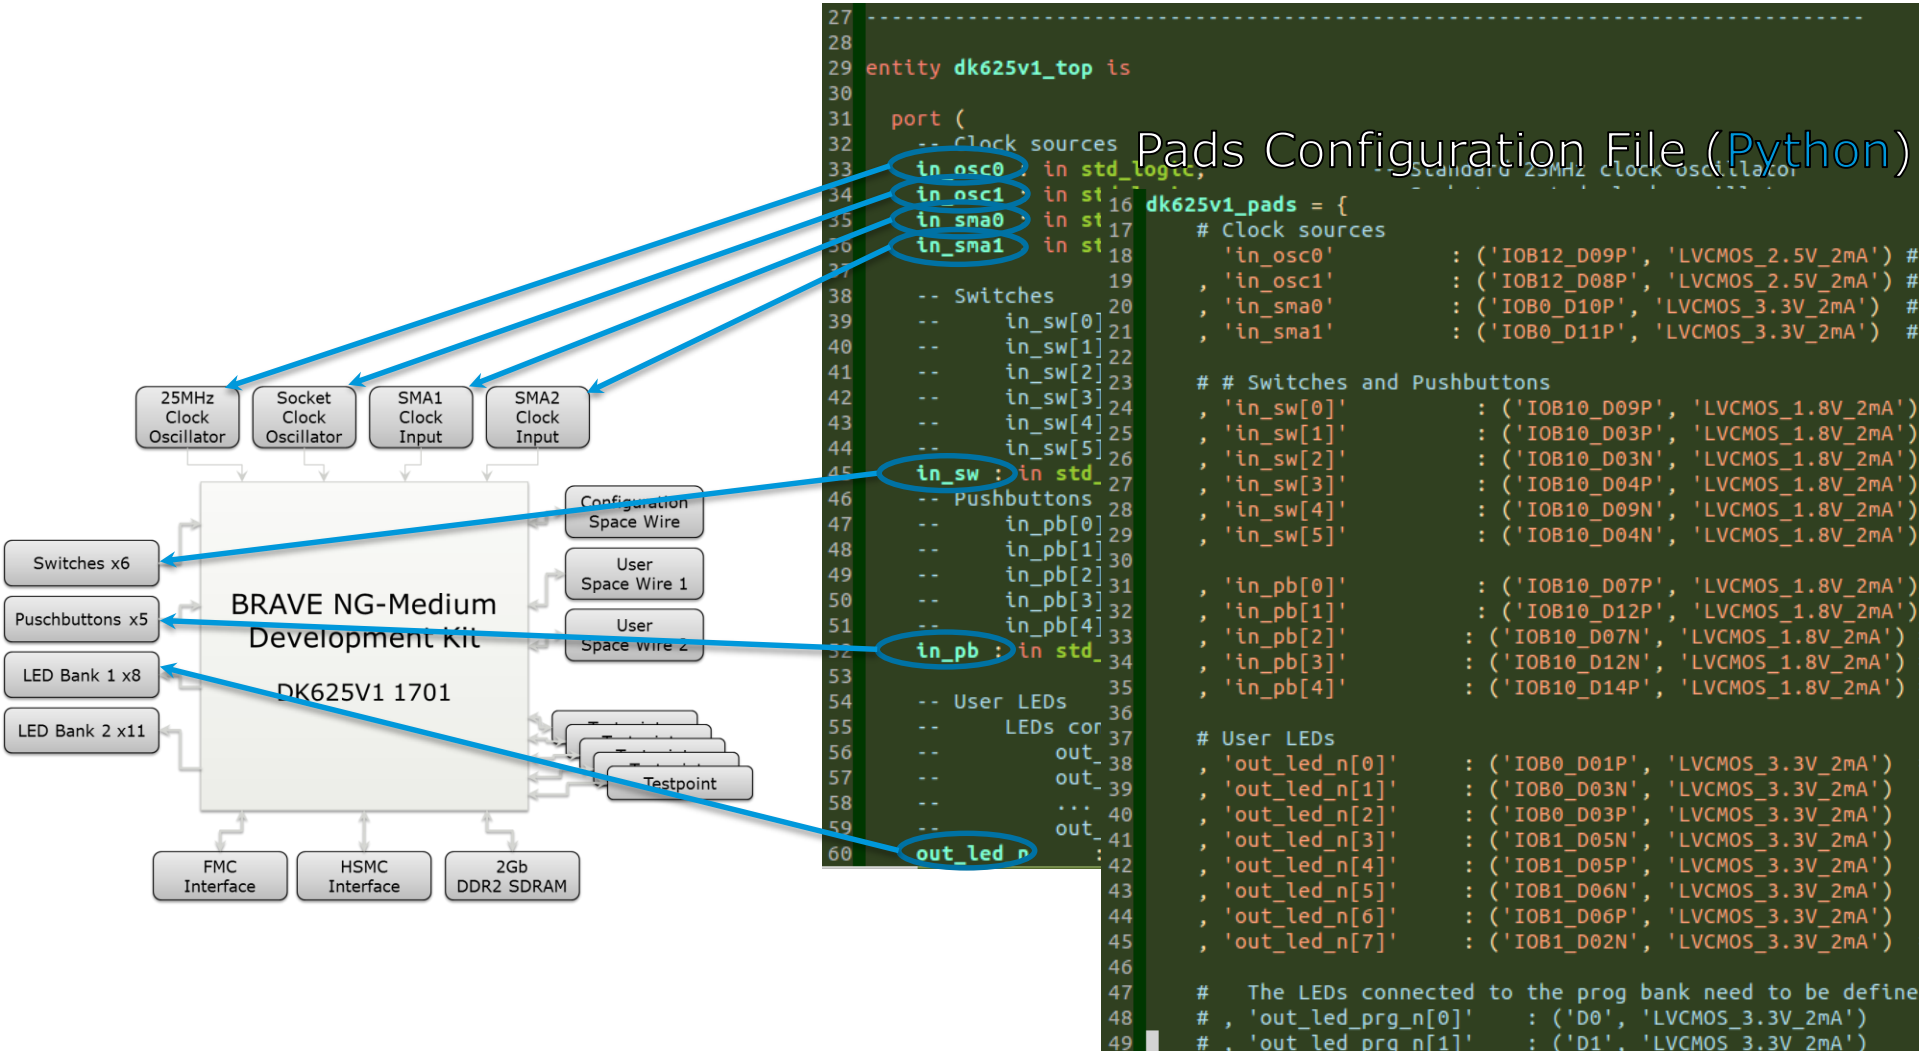 27 --------------------------------------------------------------------------------
28
29 entity dk625v1_top is
30
31   port (
32     -- Clock sources
33     in_osc0 : in std_logic,    -- Standard 25MHz clock oscillator
34     in_osc1 : in st
35     in_sma0 : in st
36     in_sma1   in st
37
38     -- Switches
39     --     in_sw[0]
40     --     in_sw[1]
41     --     in_sw[2]
42     --     in_sw[3]
43     --     in_sw[4]
44     --     in_sw[5]
45     in_sw : in std_
46     -- Pushbuttons
47     --     in_pb[0]
48     --     in_pb[1]
49     --     in_pb[2]
50     --     in_pb[3]
51     --     in_pb[4]
52     in_pb : in std_
53
54     -- User LEDs
55     --     LEDs con
56     --         out_
57     --         out_
58     --         ...
59     --         out_
60     out_led_n     :
Pads Configuration File (Python)
16 dk625v1_pads = {
17     # Clock sources
18       'in_osc0'          : ('IOB12_D09P', 'LVCMOS_2.5V_2mA') #
19     , 'in_osc1'          : ('IOB12_D08P', 'LVCMOS_2.5V_2mA') #
20     , 'in_sma0'          : ('IOB0_D10P', 'LVCMOS_3.3V_2mA')  #
21     , 'in_sma1'          : ('IOB0_D11P', 'LVCMOS_3.3V_2mA')  #
22
23     # # Switches and Pushbuttons
24     , 'in_sw[0]'           : ('IOB10_D09P', 'LVCMOS_1.8V_2mA')
25     , 'in_sw[1]'           : ('IOB10_D03P', 'LVCMOS_1.8V_2mA')
26     , 'in_sw[2]'           : ('IOB10_D03N', 'LVCMOS_1.8V_2mA')
27     , 'in_sw[3]'           : ('IOB10_D04P', 'LVCMOS_1.8V_2mA')
28     , 'in_sw[4]'           : ('IOB10_D09N', 'LVCMOS_1.8V_2mA')
29     , 'in_sw[5]'           : ('IOB10_D04N', 'LVCMOS_1.8V_2mA')
30
31     , 'in_pb[0]'           : ('IOB10_D07P', 'LVCMOS_1.8V_2mA')
32     , 'in_pb[1]'           : ('IOB10_D12P', 'LVCMOS_1.8V_2mA')
33     , 'in_pb[2]'          : ('IOB10_D07N', 'LVCMOS_1.8V_2mA')
34     , 'in_pb[3]'          : ('IOB10_D12N', 'LVCMOS_1.8V_2mA')
35     , 'in_pb[4]'          : ('IOB10_D14P', 'LVCMOS_1.8V_2mA')
36
37     # User LEDs
38     , 'out_led_n[0]'      : ('IOB0_D01P', 'LVCMOS_3.3V_2mA')
39     , 'out_led_n[1]'      : ('IOB0_D03N', 'LVCMOS_3.3V_2mA')
40     , 'out_led_n[2]'      : ('IOB0_D03P', 'LVCMOS_3.3V_2mA')
41     , 'out_led_n[3]'      : ('IOB1_D05N', 'LVCMOS_3.3V_2mA')
42     , 'out_led_n[4]'      : ('IOB1_D05P', 'LVCMOS_3.3V_2mA')
43     , 'out_led_n[5]'      : ('IOB1_D06N', 'LVCMOS_3.3V_2mA')
44     , 'out_led_n[6]'      : ('IOB1_D06P', 'LVCMOS_3.3V_2mA')
45     , 'out_led_n[7]'      : ('IOB1_D02N', 'LVCMOS_3.3V_2mA')
46
47     #   The LEDs connected to the prog bank need to be define
48     # , 'out_led_prg_n[0]'    : ('D0', 'LVCMOS_3.3V_2mA')
49     # , 'out_led_prg_n[1]'    : ('D1', 'LVCMOS_3.3V_2mA')
25MHz
Clock
Oscillator
Socket
Clock
Oscillator
SMA1
Clock
Input
SMA2
Clock
Input
Configuration
Space Wire
User
Space Wire 1
User
Space Wire 2
Switches x6
Puschbuttons x5
LED Bank 1 x8
LED Bank 2 x11
BRAVE NG-Medium
Development Kit
DK625V1 1701
Testpoint
FMC
Interface
HSMC
Interface
2Gb
DDR2 SDRAM